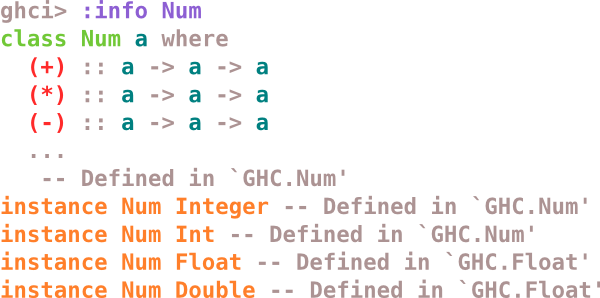 ghci> :info Num
class Num a where
  (+) :: a -> a -> a
  (*) :: a -> a -> a
  (-) :: a -> a -> a
  ...
   -- Defined in `GHC.Num'
instance Num Integer -- Defined in `GHC.Num'
instance Num Int -- Defined in `GHC.Num'
instance Num Float -- Defined in `GHC.Float'
instance Num Double -- Defined in `GHC.Float'